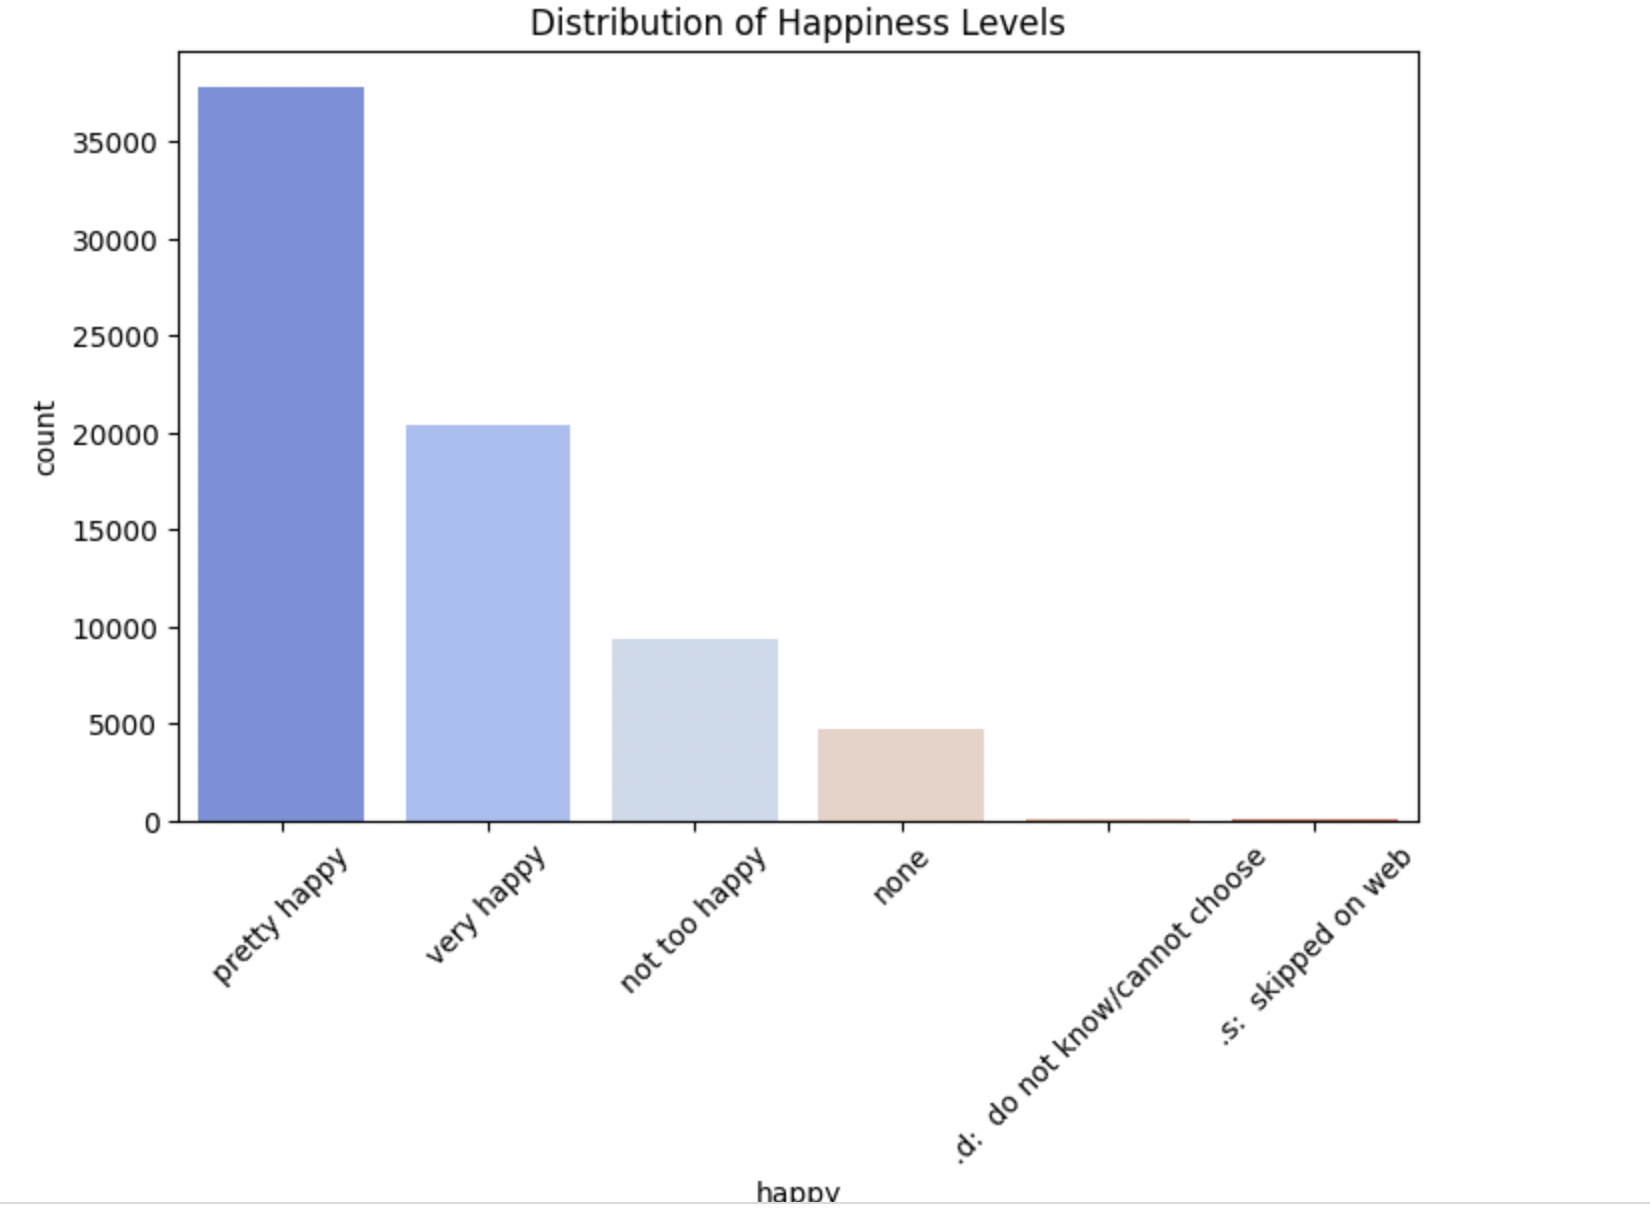 Distribution of Happiness Levels
35000
30000
25000
20000
15000
10000
5000
0
count
pretty happy
very happy
not too happy
none
.d:  do not know/cannot choose
.s:  skipped on web
happy